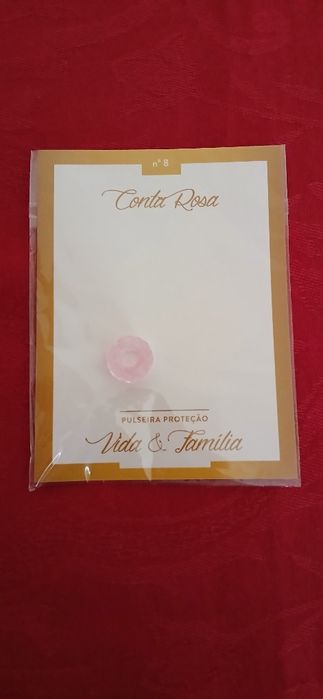 nº 8
Conta Rosa
PULSEIRA PROTEÇÃO
Vida & Família